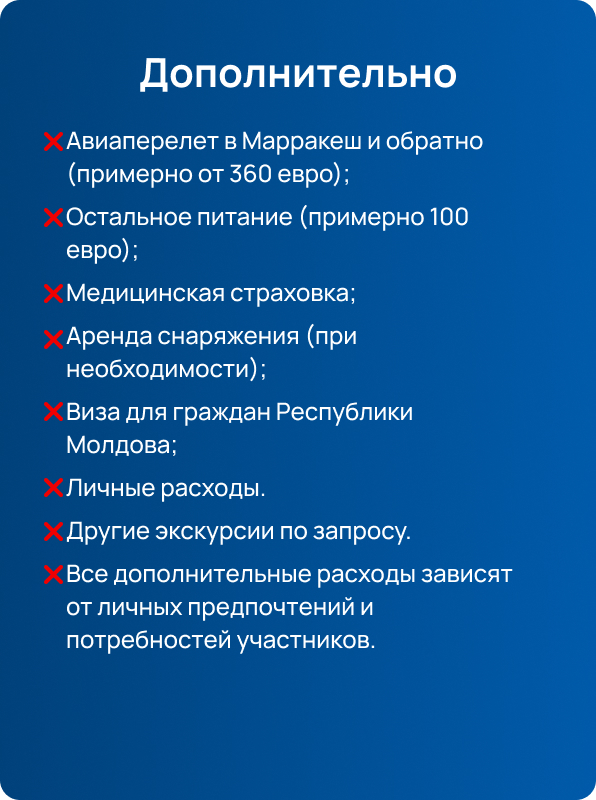 Дополнительно
❌Авиаперелет в Марракеш и обратно
(примерно от 360 евро);
❌Остальное питание (примерно 100
евро);
❌Медицинская страховка;
❌Аренда снаряжения (при
необходимости);
❌Виза для граждан Республики
Молдова;
❌Личные расходы.
❌Другие экскурсии по запросу.
❌Все дополнительные расходы зависят
от личных предпочтений и
потребностей участников.